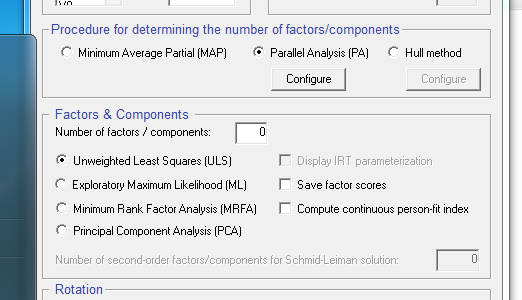 Procedure for determining the number of factors/components
Minimum Average Partial (MAP) Parallel Analysis (PA) Hull method
Configure Configure
Factors & Components
Number of factors / components: 0
Unweighted Least Squares (ULS) Display IRT parameterization
Exploratory Maximum Likelihood (ML) Save factor scores
Minimum Rank Factor Analysis (MRFA) Compute continuous person-fit index
Principal Component Analysis (PCA)
Number of second-order factors/components for Schmid-Leiman solution: 0
Rotation